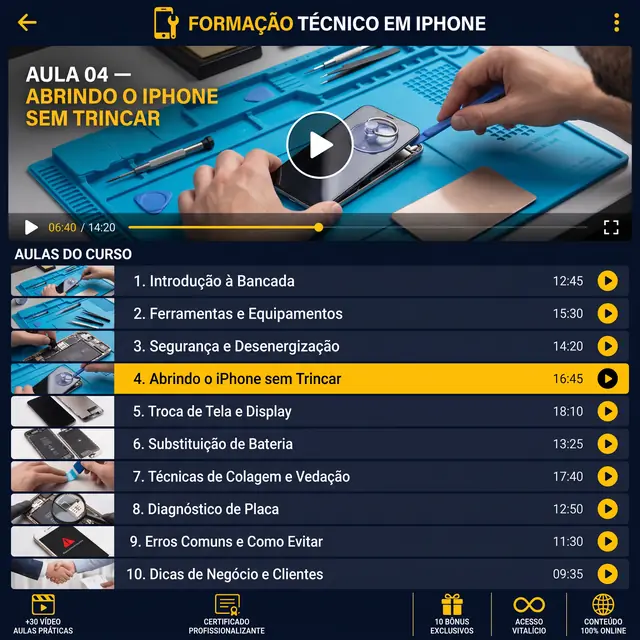 FORMAÇÃO TÉCNICO EM IPHONE
AULA 04 —
ABRINDO O IPHONE
SEM TRINCAR
06:40 / 14:20
AULAS DO CURSO
1. Introdução à Bancada 12:45
2. Ferramentas e Equipamentos 15:30
3. Segurança e Desenergização 14:20
4. Abrindo o iPhone sem Trincar 16:45
5. Troca de Tela e Display 18:10
6. Substituição de Bateria 13:25
7. Técnicas de Colagem e Vedação 17:40
8. Diagnóstico de Placa 12:50
9. Erros Comuns e Como Evitar 11:30
10. Dicas de Negócio e Clientes 09:35
+30 VÍDEO
AULAS PRÁTICAS
CERTIFICADO
PROFISSIONALIZANTE
10 BÔNUS
EXCLUSIVOS
ACESSO
VITALÍCIO
CONTEÚDO
100% ONLINE